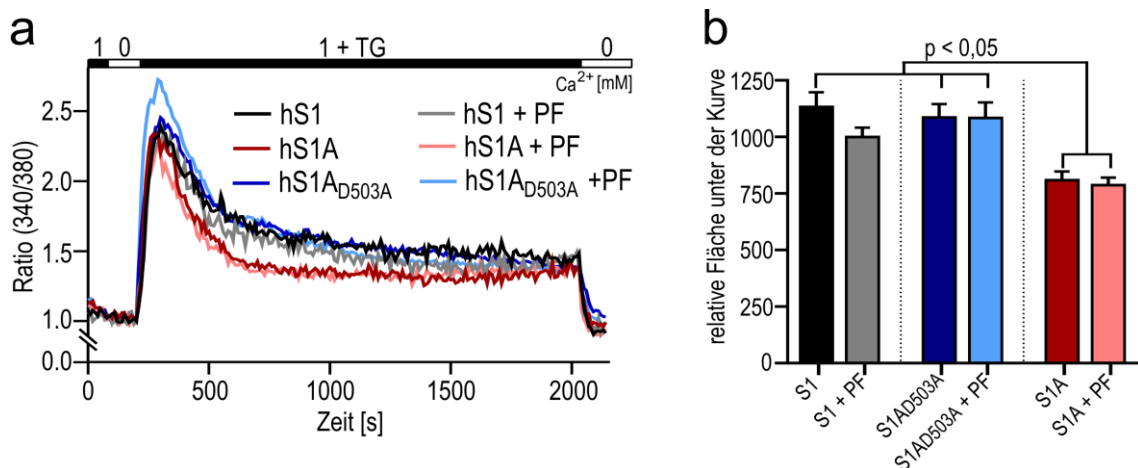 a
1 0 1 + TG 0
Ca²⁺ [mM]
Ratio (340/380)
2.5
2.0
1.5
1.0
0.0
hS1
hS1 + PF
hS1A
hS1A + PF
hS1A_D503A
hS1A_D503A +PF
0 500 1000 1500 2000
Zeit [s]
b
p < 0,05
relative Fläche unter der Kurve
1250
1000
750
500
250
0
S1
S1 + PF
S1AD503A
S1AD503A + PF
S1A
S1A + PF